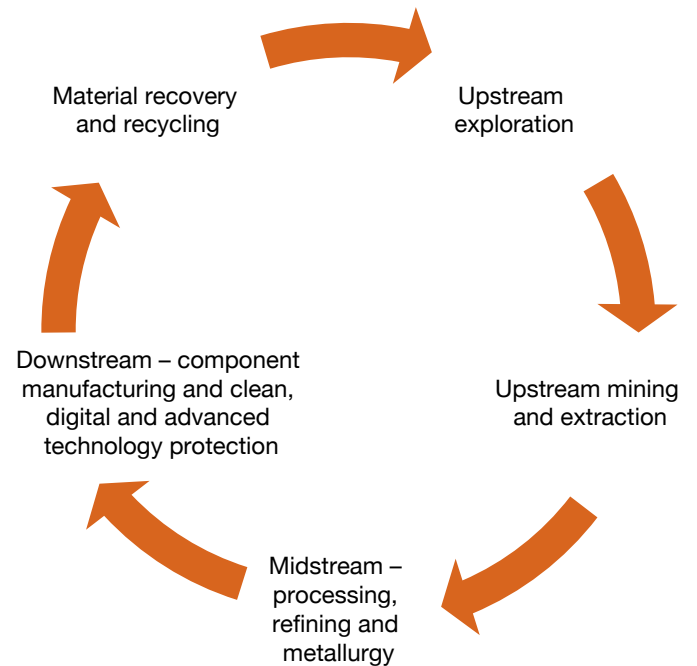 Material recovery
and recycling
Upstream
exploration
Upstream mining
and extraction
Midstream –
processing,
refining and
metallurgy
Downstream – component
manufacturing and clean,
digital and advanced
technology protection